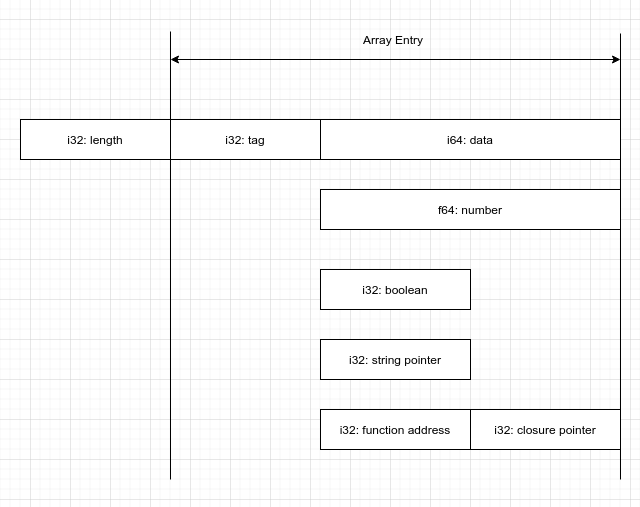 Array Entry
i32: length
i32: tag
i64: data
f64: number
i32: boolean
i32: string pointer
i32: function address
i32: closure pointer